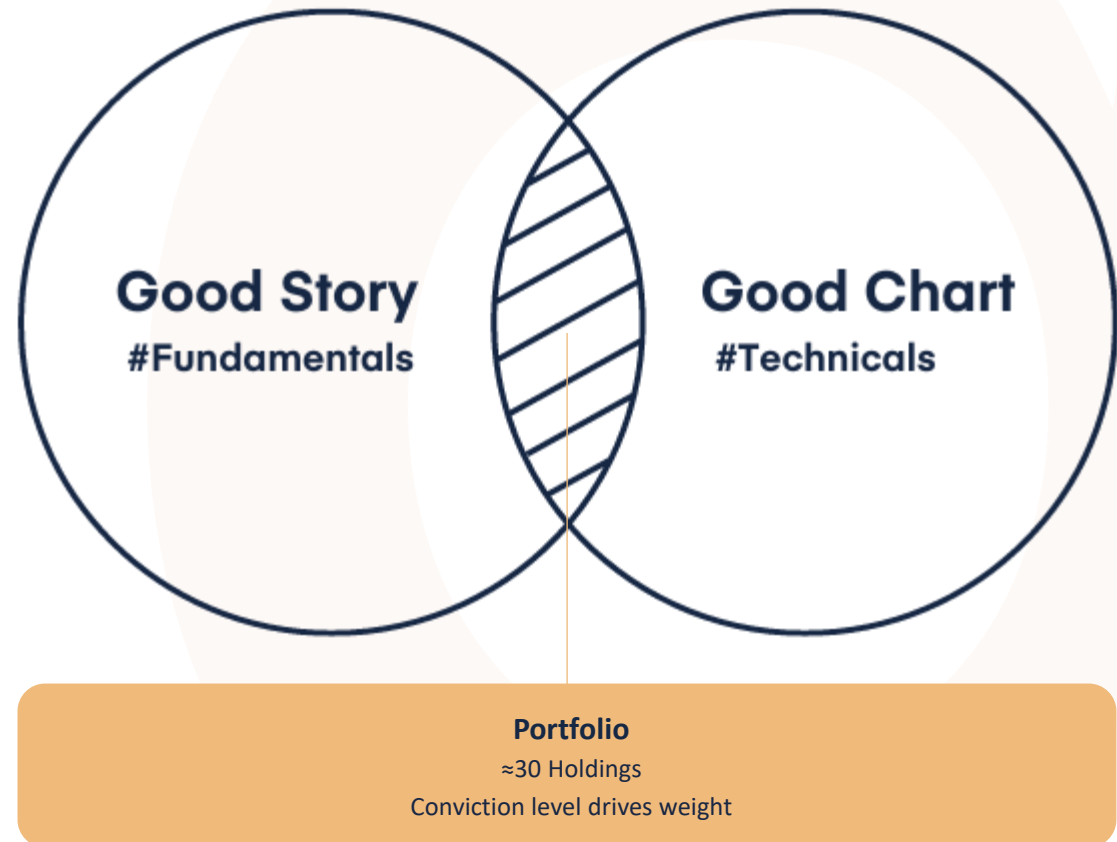 Good Story
#Fundamentals
Good Chart
#Technicals
Portfolio
≈30 Holdings
Conviction level drives weight